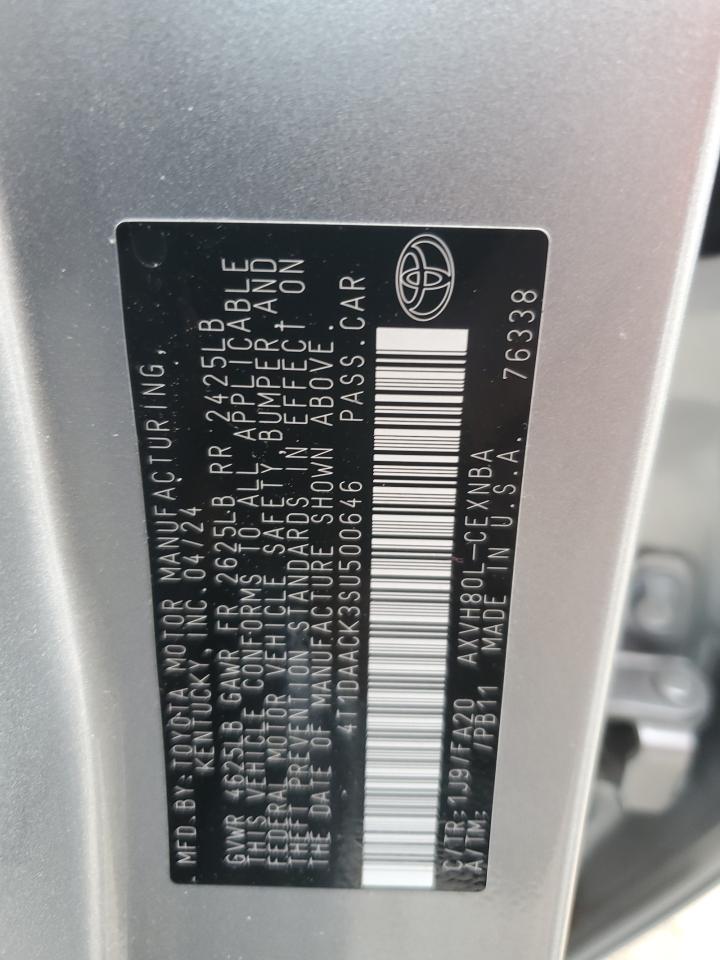 MFD.BY:TOYOTA MOTOR MANUFACTURING,
KENTUCKY, INC. 04/24
GVWR 4625LB GAWR FR 2625LB RR 2425LB
THIS VEHICLE CONFORMS TO ALL APPLICABLE
FEDERAL MOTOR VEHICLE SAFETY,BUMPER,AND
THEFT PREVENTION STANDARDS IN EFFECT ON
THE DATE OF MANUFACTURE SHOWN ABOVE.
4T1DAACK3SU500646 PASS.CAR
C/TR:1J9/FA20 AXVH80L-CEXNBA
A/TM: /PB11 MADE IN U.S.A. 76338